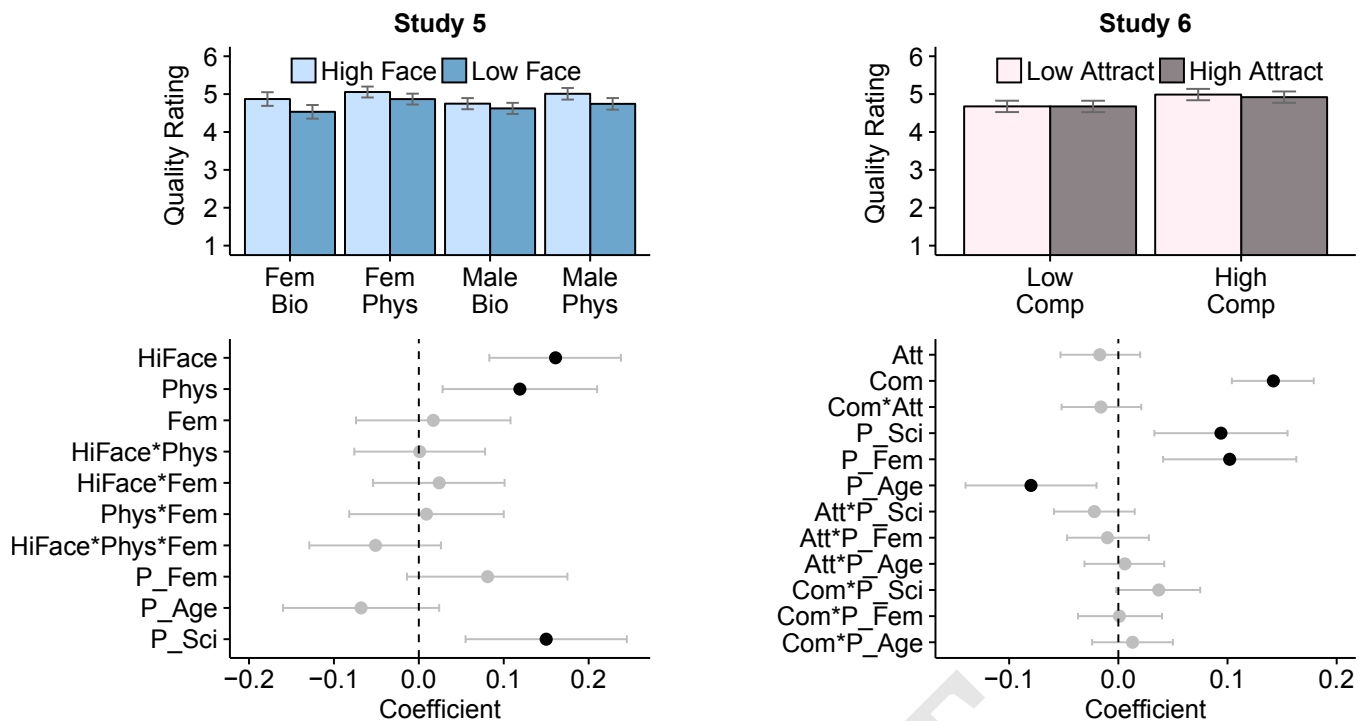 Study 5
Quality Rating
6
5
4
3
2
1
High Face
Low Face
Fem
Bio
Fem
Phys
Male
Bio
Male
Phys
HiFace
Phys
Fem
HiFace*Phys
HiFace*Fem
Phys*Fem
HiFace*Phys*Fem
P_Fem
P_Age
P_Sci
−0.2
−0.1
0.0
0.1
0.2
Coefficient
Study 6
Quality Rating
6
5
4
3
2
1
Low Attract
High Attract
Low
Comp
High
Comp
Att
Com
Com*Att
P_Sci
P_Fem
P_Age
Att*P_Sci
Att*P_Fem
Att*P_Age
Com*P_Sci
Com*P_Fem
Com*P_Age
−0.1
0.0
0.1
0.2
Coefficient